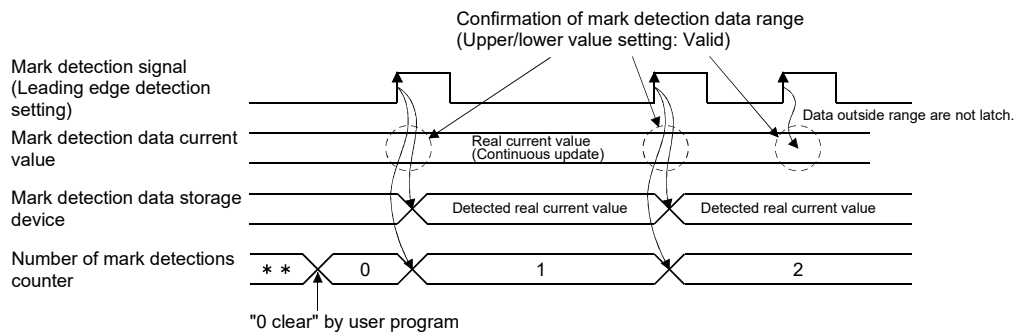 Confirmation of mark detection data range
(Upper/lower value setting: Valid)
Mark detection signal
(Leading edge detection
setting)
Data outside range are not latch.
Mark detection data current
value
Real current value
(Continuous update)
Mark detection data storage
device
Detected real current value
Detected real current value
Number of mark detections
counter
* *
0
1
2
"0 clear" by user program